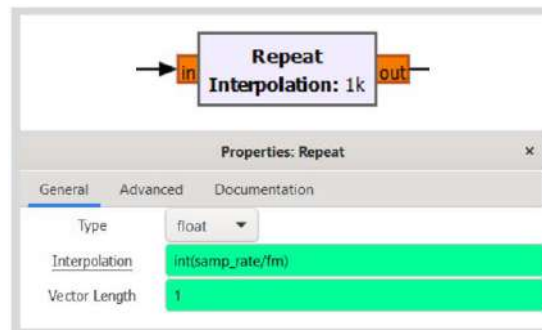 Repeat
in
Interpolation: 1k
out
Properties: Repeat ×
General Advanced Documentation
Type float
Interpolation int(samp_rate/fm)
Vector Length 1